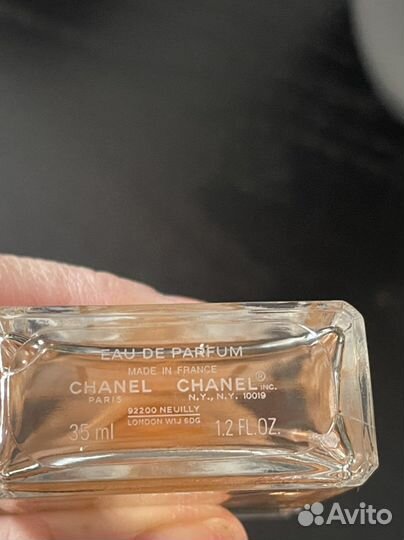 EAU DE PARFUM
MADE IN FRANCE
CHANEL CHANEL® INC.
PARIS N.Y., N.Y. 10019
92200 NEUILLY
35 ml LONDON W1J 6DG 1.2 FL.OZ.
Avito